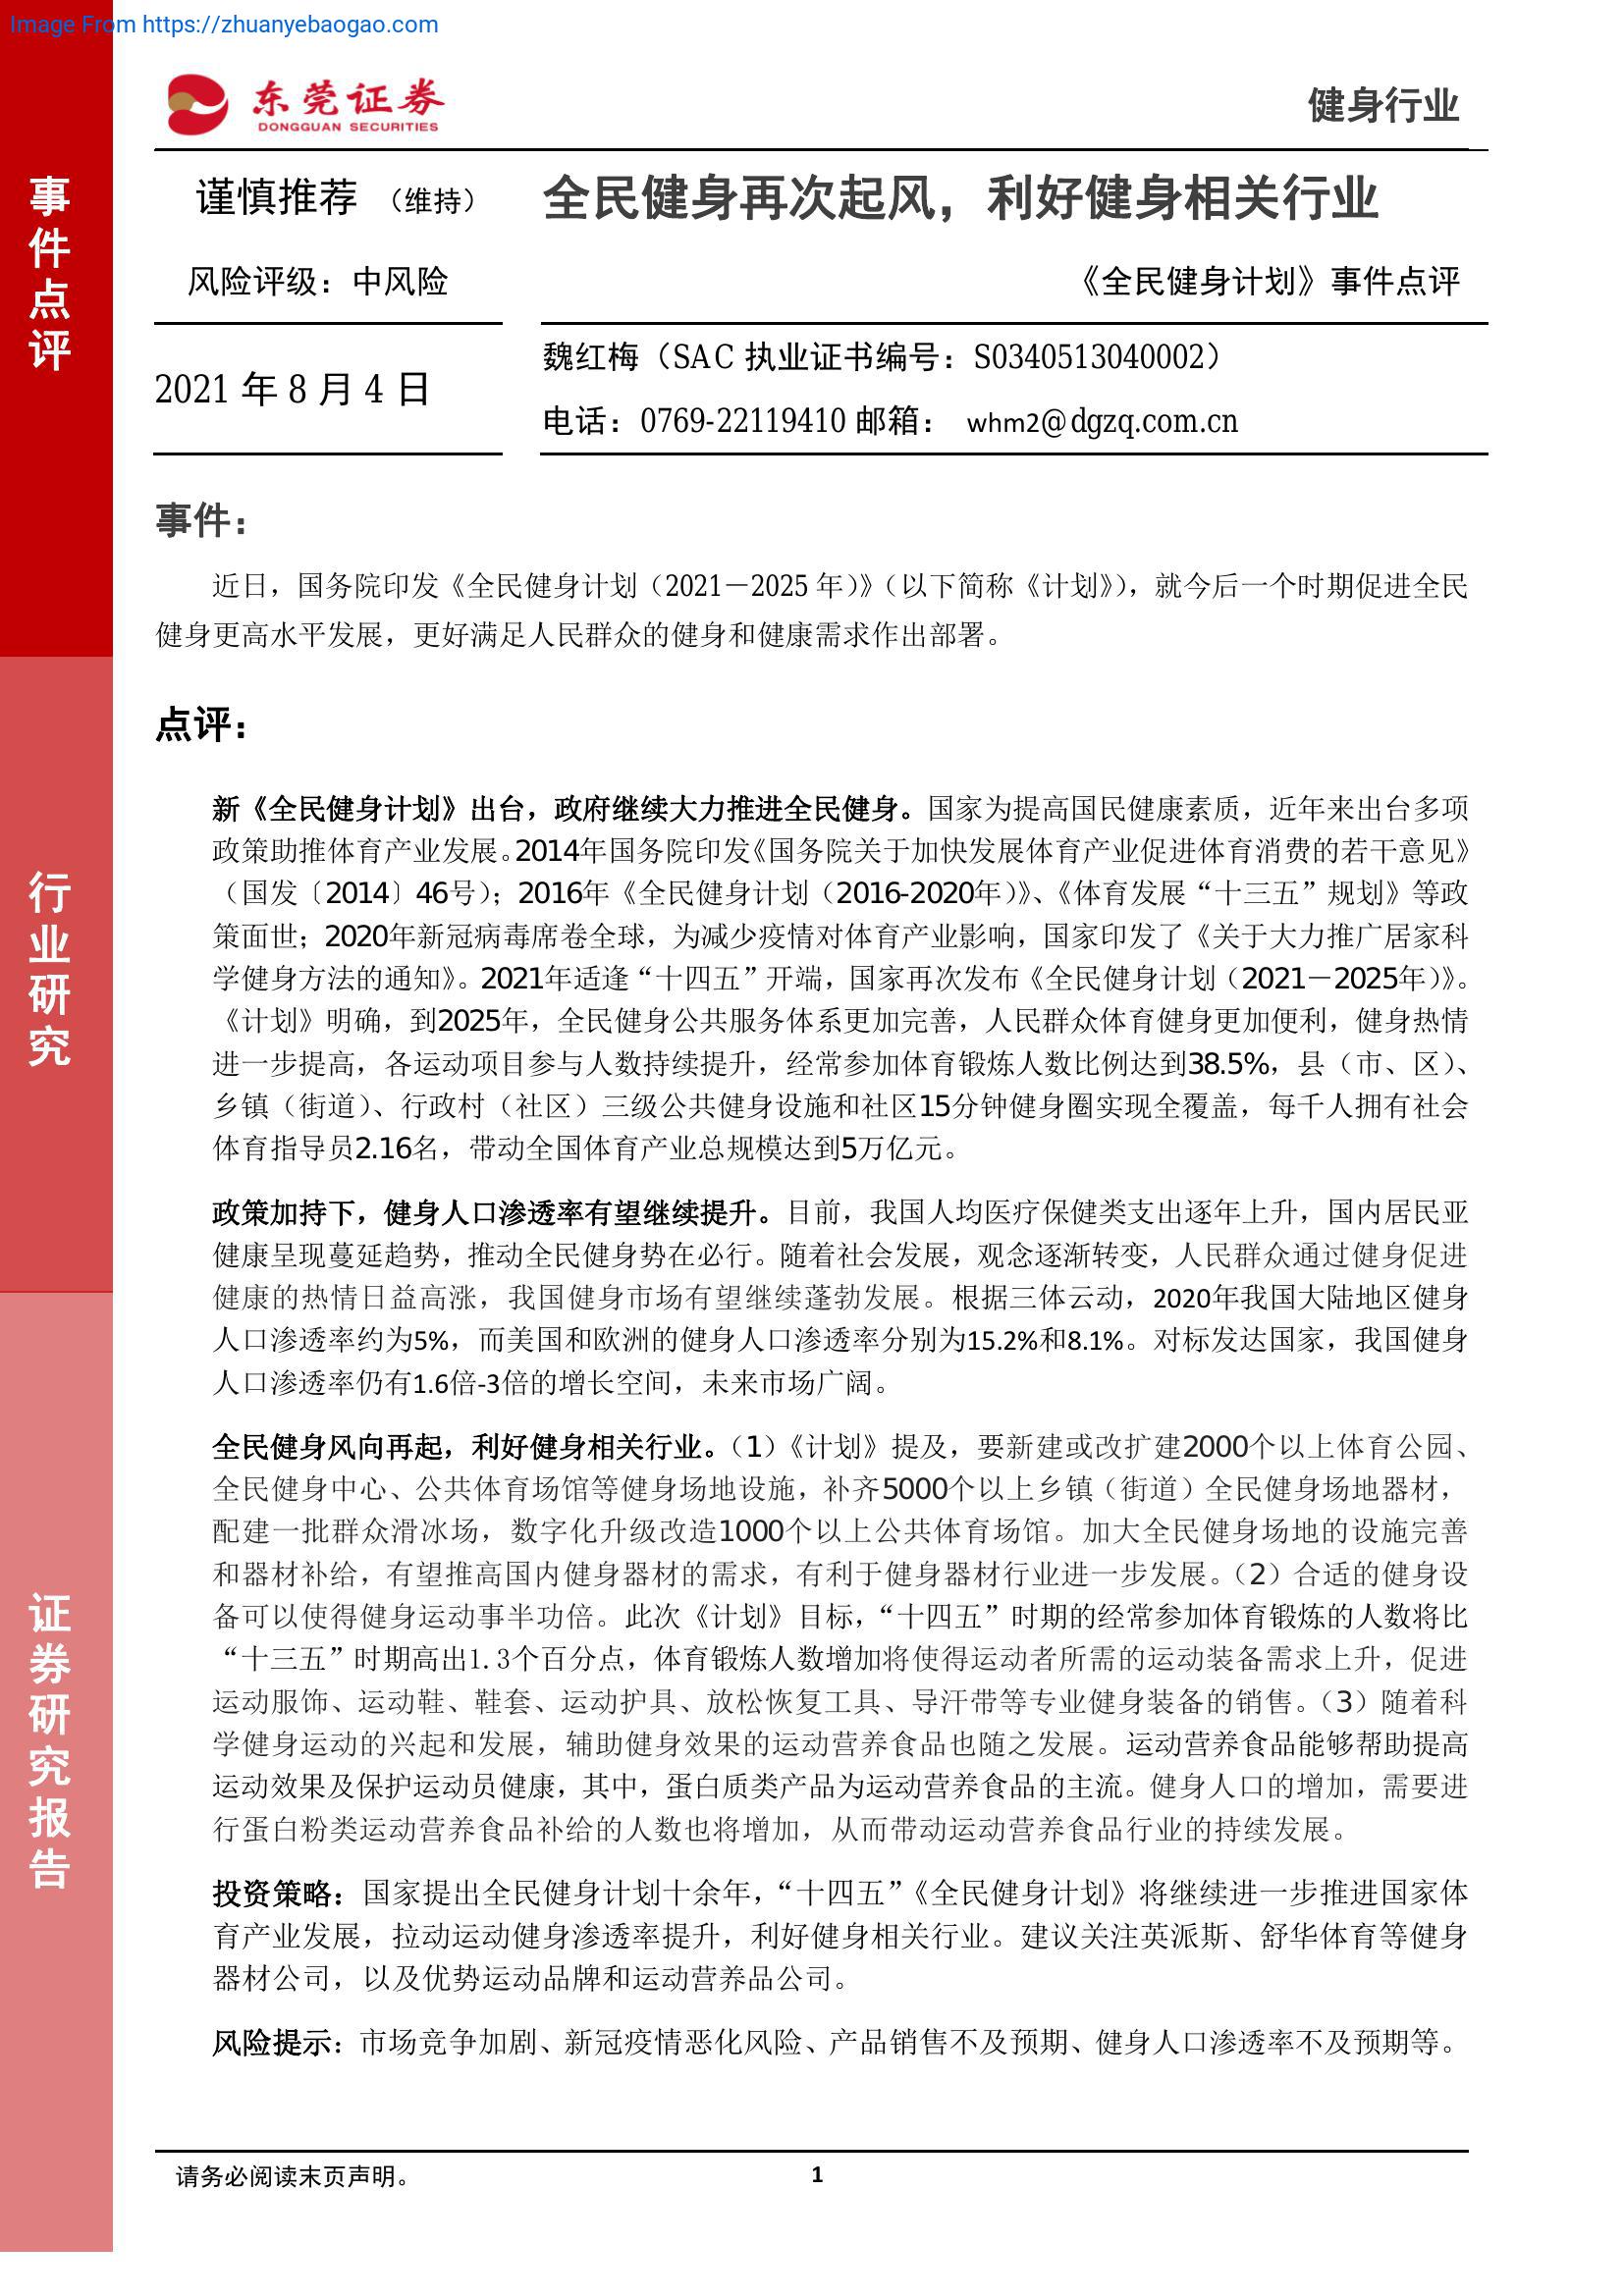 Image From https://zhuanyebaogao.com
东莞证券
DONGGUAN SECURITIES
健身行业
事件点评
行业研究
证券研究报告
谨慎推荐 （维持）
全民健身再次起风，利好健身相关行业
风险评级：中风险
《全民健身计划》事件点评
2021 年 8 月 4 日
魏红梅（SAC 执业证书编号：S0340513040002）
电话：0769-22119410 邮箱： whm2@dgzq.com.cn
事件：
近日，国务院印发《全民健身计划（2021－2025 年）》（以下简称《计划》），就今后一个时期促进全民
健身更高水平发展，更好满足人民群众的健身和健康需求作出部署。
点评：
新《全民健身计划》出台，政府继续大力推进全民健身。国家为提高国民健康素质，近年来出台多项
政策助推体育产业发展。2014年国务院印发《国务院关于加快发展体育产业促进体育消费的若干意见》
（国发〔2014〕46号）；2016年《全民健身计划（2016-2020年）》、《体育发展“十三五”规划》等政
策面世；2020年新冠病毒席卷全球，为减少疫情对体育产业影响，国家印发了《关于大力推广居家科
学健身方法的通知》。2021年适逢“十四五”开端，国家再次发布《全民健身计划（2021－2025年）》。
《计划》明确，到2025年，全民健身公共服务体系更加完善，人民群众体育健身更加便利，健身热情
进一步提高，各运动项目参与人数持续提升，经常参加体育锻炼人数比例达到38.5%，县（市、区）、
乡镇（街道）、行政村（社区）三级公共健身设施和社区15分钟健身圈实现全覆盖，每千人拥有社会
体育指导员2.16名，带动全国体育产业总规模达到5万亿元。
政策加持下，健身人口渗透率有望继续提升。目前，我国人均医疗保健类支出逐年上升，国内居民亚
健康呈现蔓延趋势，推动全民健身势在必行。随着社会发展，观念逐渐转变，人民群众通过健身促进
健康的热情日益高涨，我国健身市场有望继续蓬勃发展。根据三体云动，2020年我国大陆地区健身
人口渗透率约为5%，而美国和欧洲的健身人口渗透率分别为15.2%和8.1%。对标发达国家，我国健身
人口渗透率仍有1.6倍-3倍的增长空间，未来市场广阔。
全民健身风向再起，利好健身相关行业。（1）《计划》提及，要新建或改扩建2000个以上体育公园、
全民健身中心、公共体育场馆等健身场地设施，补齐5000个以上乡镇（街道）全民健身场地器材，
配建一批群众滑冰场，数字化升级改造1000个以上公共体育场馆。加大全民健身场地的设施完善
和器材补给，有望推高国内健身器材的需求，有利于健身器材行业进一步发展。（2）合适的健身设
备可以使得健身运动事半功倍。此次《计划》目标，“十四五”时期的经常参加体育锻炼的人数将比
“十三五”时期高出1.3个百分点，体育锻炼人数增加将使得运动者所需的运动装备需求上升，促进
运动服饰、运动鞋、鞋套、运动护具、放松恢复工具、导汗带等专业健身装备的销售。（3）随着科
学健身运动的兴起和发展，辅助健身效果的运动营养食品也随之发展。运动营养食品能够帮助提高
运动效果及保护运动员健康，其中，蛋白质类产品为运动营养食品的主流。健身人口的增加，需要进
行蛋白粉类运动营养食品补给的人数也将增加，从而带动运动营养食品行业的持续发展。
投资策略：国家提出全民健身计划十余年，“十四五”《全民健身计划》将继续进一步推进国家体
育产业发展，拉动运动健身渗透率提升，利好健身相关行业。建议关注英派斯、舒华体育等健身
器材公司，以及优势运动品牌和运动营养品公司。
风险提示：市场竞争加剧、新冠疫情恶化风险、产品销售不及预期、健身人口渗透率不及预期等。
请务必阅读末页声明。
1